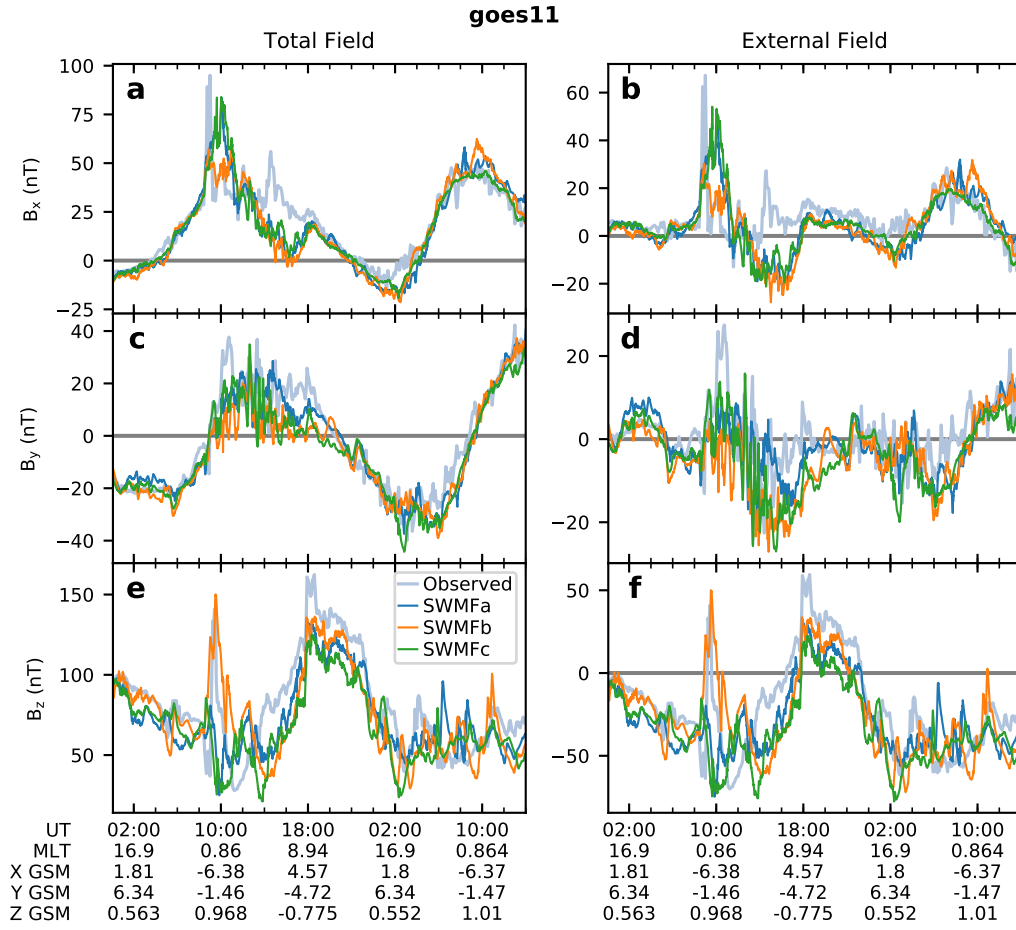 goes11
Total Field
External Field
a
b
100
75
50
25
0
−25
B_x (nT)
60
40
20
0
−20
c
d
40
20
0
−20
−40
B_y (nT)
20
0
−20
e
f
150
100
50
B_z (nT)
Observed
SWMFa
SWMFb
SWMFc
50
0
−50
UT 02:00 10:00 18:00 02:00 10:00 02:00 10:00 18:00 02:00 10:00
MLT 16.9 0.86 8.94 16.9 0.864 16.9 0.86 8.94 16.9 0.864
X GSM 1.81 -6.38 4.57 1.8 -6.37 1.81 -6.38 4.57 1.8 -6.37
Y GSM 6.34 -1.46 -4.72 6.34 -1.47 6.34 -1.46 -4.72 6.34 -1.47
Z GSM 0.563 0.968 -0.775 0.552 1.01 0.563 0.968 -0.775 0.552 1.01